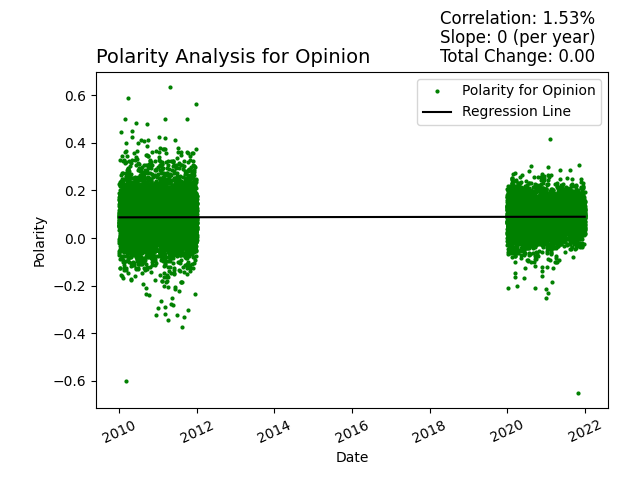 Correlation: 1.53%
Slope: 0 (per year)
Total Change: 0.00
Polarity Analysis for Opinion
Polarity for Opinion
Regression Line
Polarity
0.6
0.4
0.2
0.0
−0.2
−0.4
−0.6
2010
2012
2014
2016
2018
2020
2022
Date